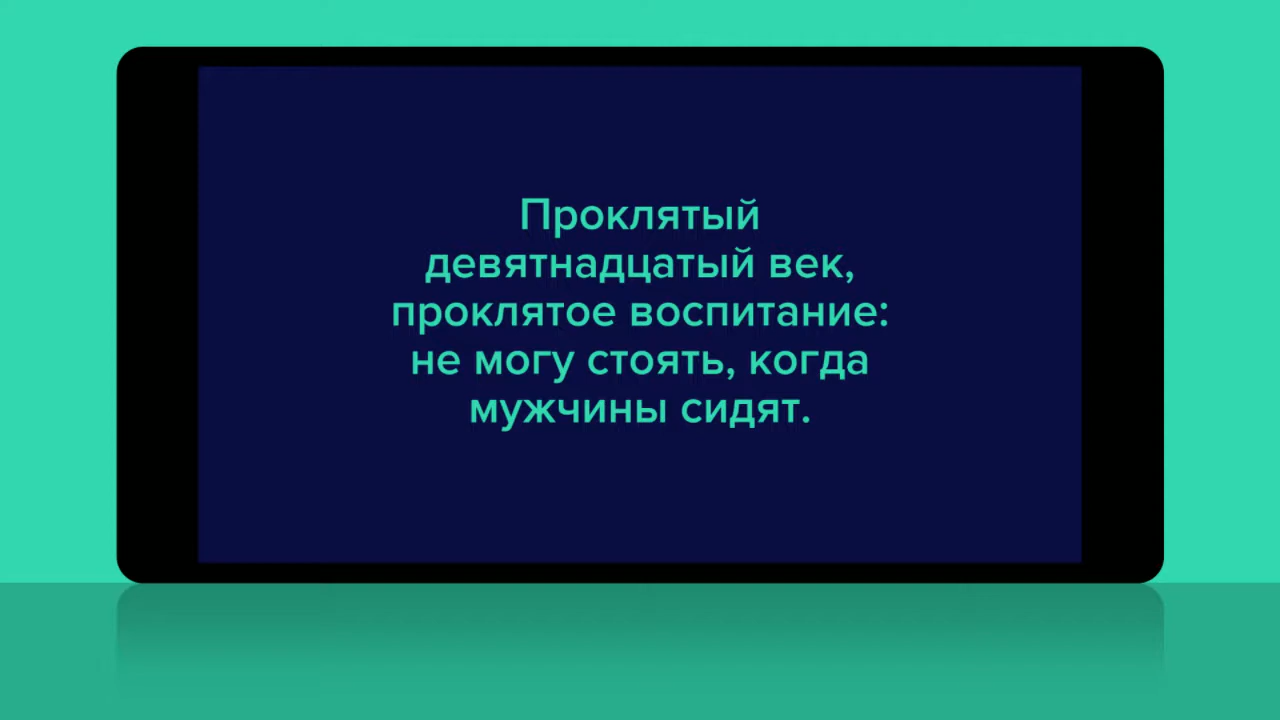 Проклятый
девятнадцатый век,
проклятое воспитание:
не могу стоять, когда
мужчины сидят.